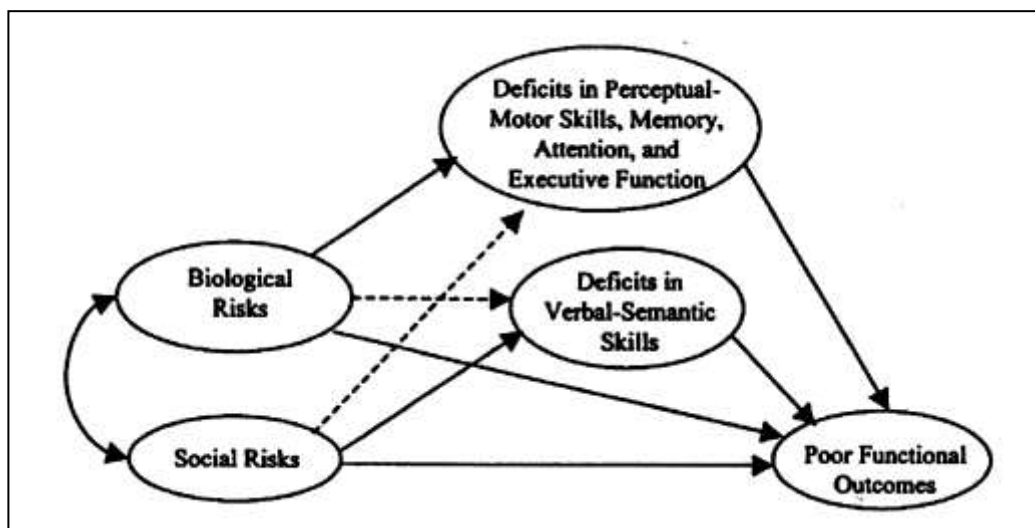 Deficits in Perceptual-
Motor Skills, Memory,
Attention, and
Executive Function
Biological
Risks
Deficits in
Verbal-Semantic
Skills
Social Risks
Poor Functional
Outcomes